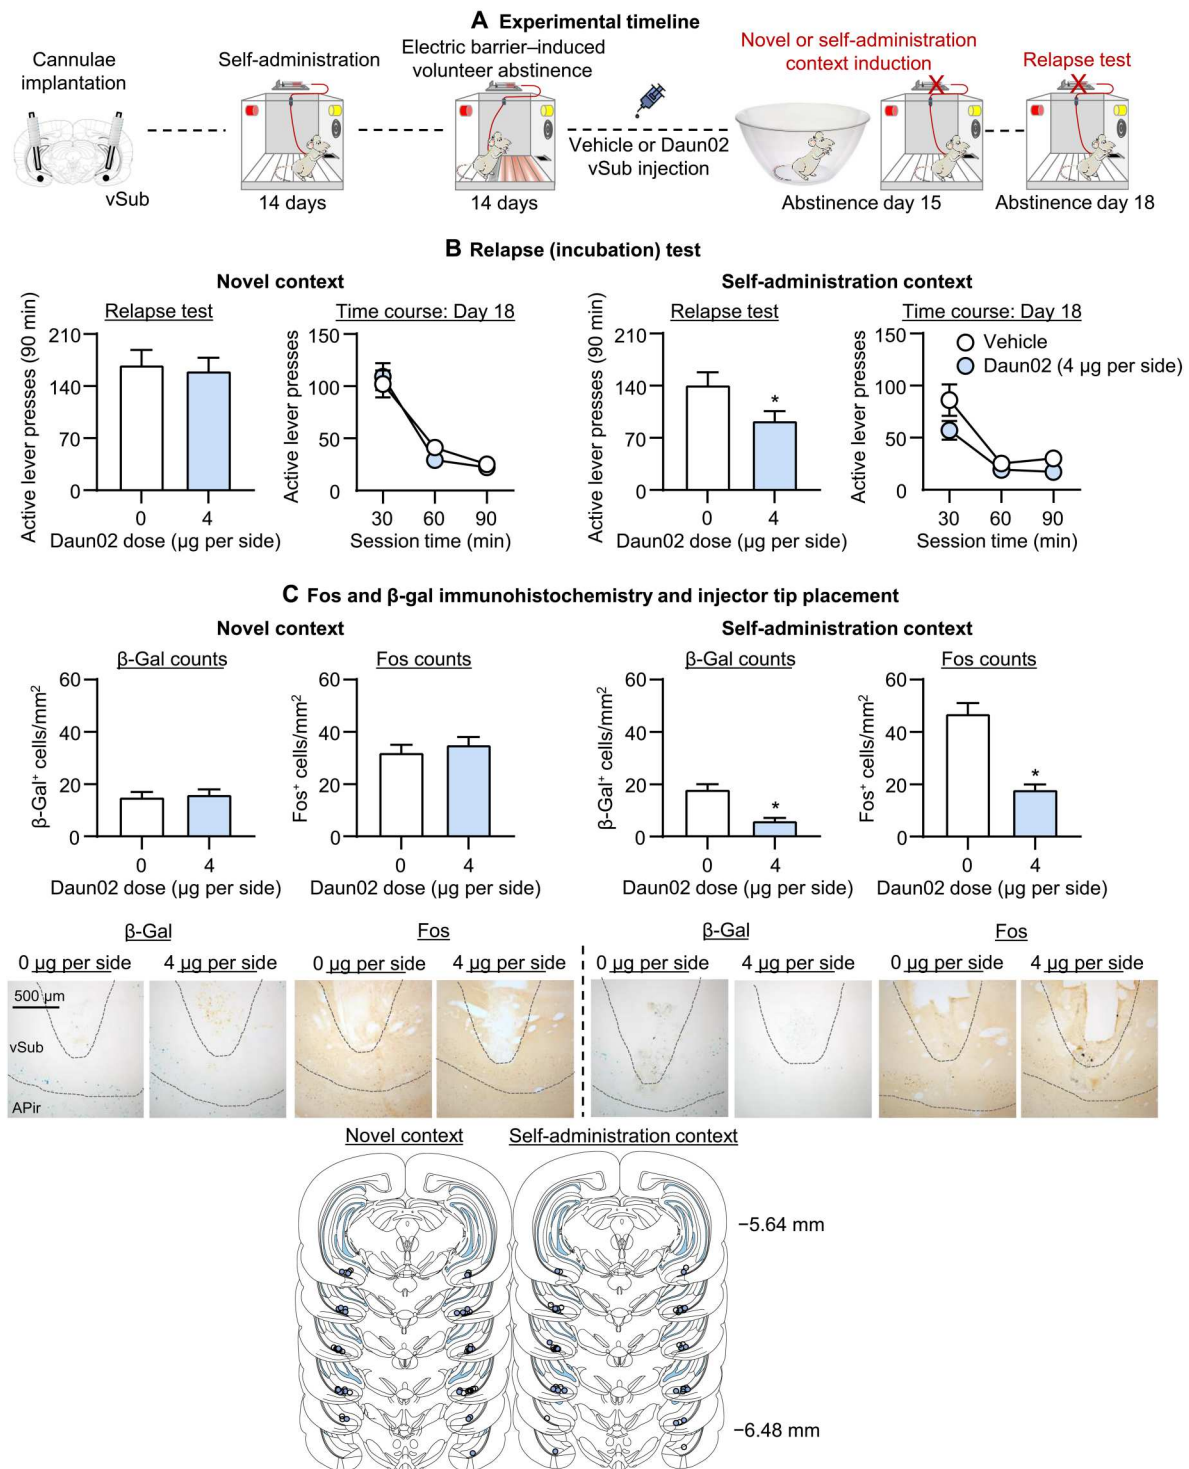 A Experimental timeline
Cannulae
implantation
vSub
Self-administration
14 days
Electric barrier–induced
volunteer abstinence
14 days
Vehicle or Daun02
vSub injection
Novel or self-administration
context induction
X
Abstinence day 15
Relapse test
X
Abstinence day 18
B Relapse (incubation) test
Novel context
Relapse test
Active lever presses (90 min)
210
140
70
0
0 4
Daun02 dose (µg per side)
Time course: Day 18
Active lever presses
150
100
50
0
30 60 90
Session time (min)
Self-administration context
Relapse test
Active lever presses (90 min)
210
140
70
0
*
0 4
Daun02 dose (µg per side)
Time course: Day 18
Active lever presses
150
100
50
0
Vehicle
Daun02 (4 µg per side)
30 60 90
Session time (min)
C Fos and β-gal immunohistochemistry and injector tip placement
Novel context
β-Gal counts
β-Gal⁺ cells/mm²
60
40
20
0
0 4
Daun02 dose (µg per side)
Fos counts
Fos⁺ cells/mm²
60
40
20
0
0 4
Daun02 dose (µg per side)
Self-administration context
β-Gal counts
β-Gal⁺ cells/mm²
60
40
20
0
*
0 4
Daun02 dose (µg per side)
Fos counts
Fos⁺ cells/mm²
60
40
20
0
*
0 4
Daun02 dose (µg per side)
β-Gal
0 µg per side 4 µg per side
500 µm
vSub
APir
Fos
0 µg per side 4 µg per side
β-Gal
0 µg per side 4 µg per side
Fos
0 µg per side 4 µg per side
Novel context Self-administration context
−5.64 mm
−6.48 mm